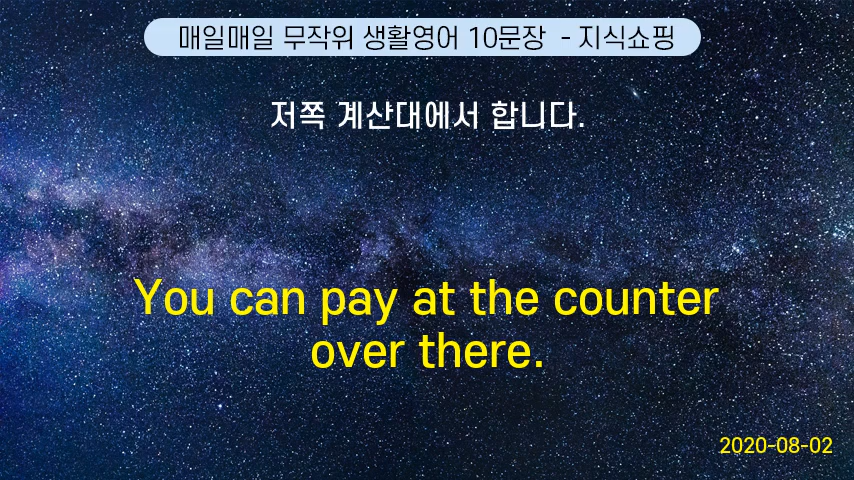 매일매일 무작위 생활영어 10문장 - 지식쇼핑
저쪽 계산대에서 합니다.
You can pay at the counter
over there.
2020-08-02